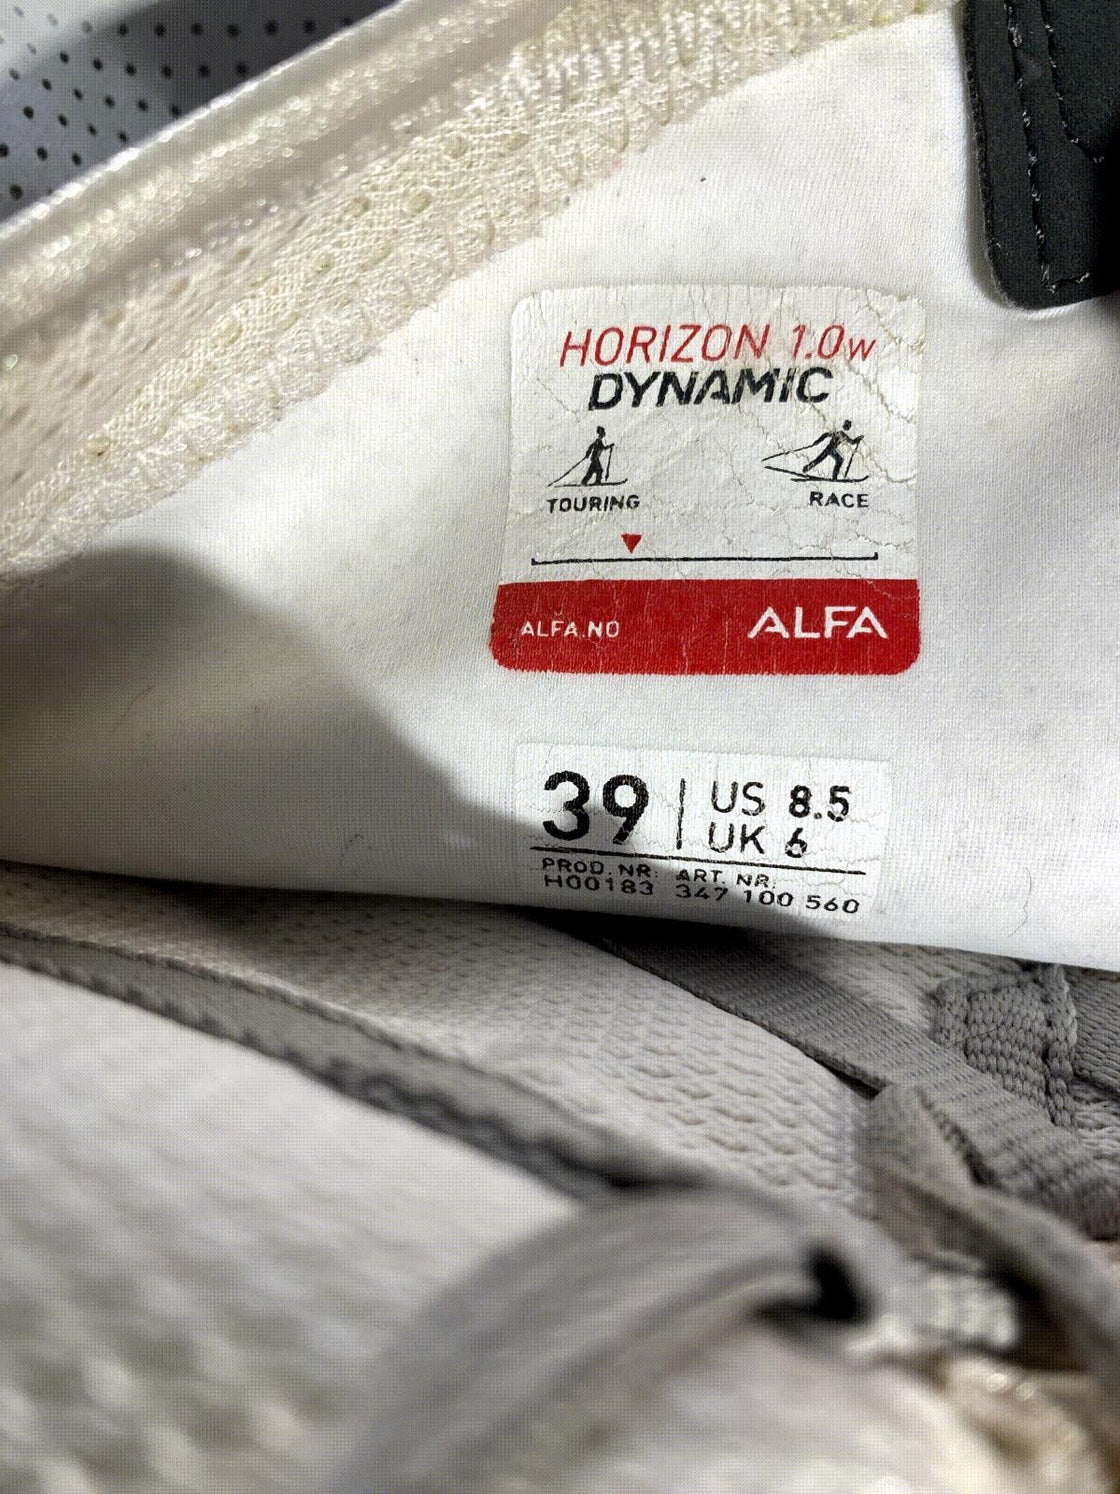 HORIZON 1.0w
DYNAMIC
TOURING RACE
ALFA.NO ALFA
39 | US 8.5
UK 6
PROD. NR: ART. NR:
H00183 347 100 560